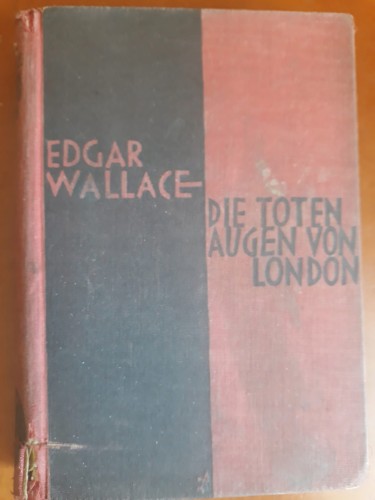 EDGAR
WALLACE-
DIE TOTEN
AUGEN VON
LONDON